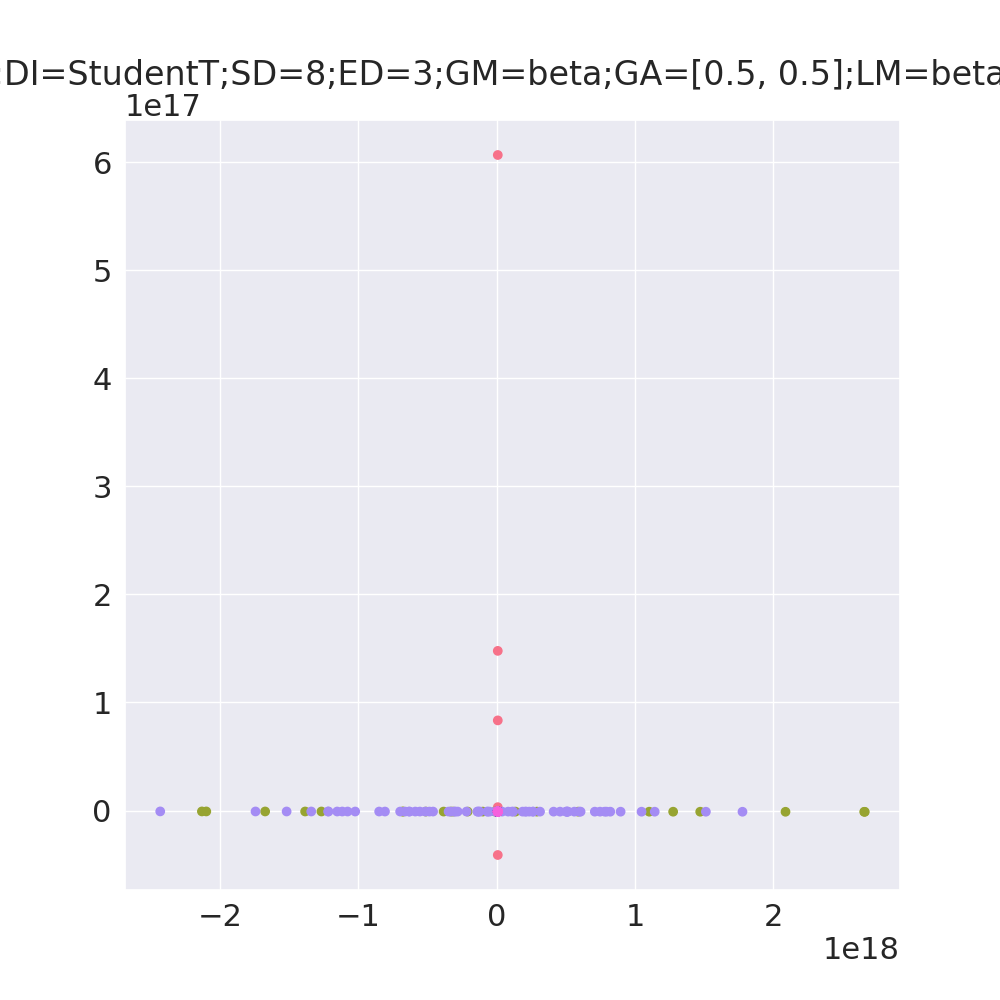 :DI=StudentT;SD=8;ED=3;GM=beta;GA=[0.5, 0.5];LM=beta
1e17
6
5
4
3
2
1
0
−2 −1 0 1 2
1e18